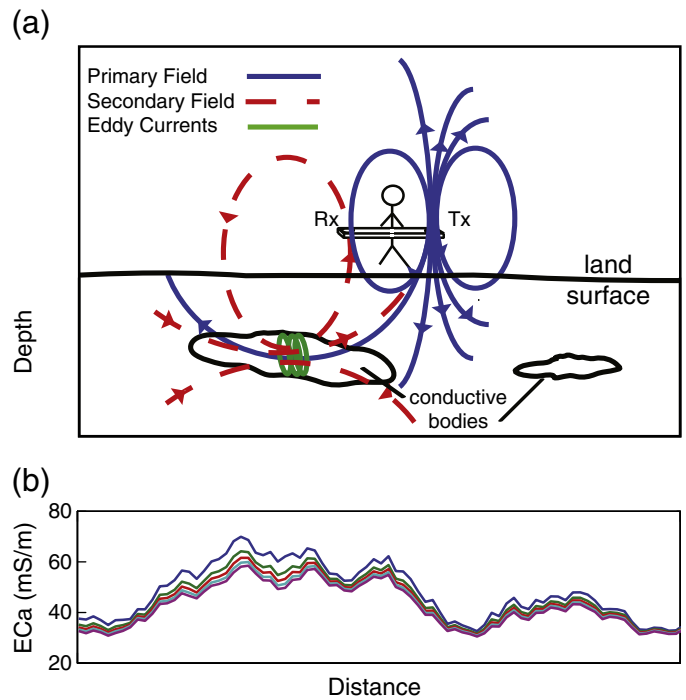 (a)
Primary Field
Secondary Field
Eddy Currents
Rx
Tx
land
surface
Depth
conductive
bodies
(b)
80
60
40
20
ECa (mS/m)
Distance